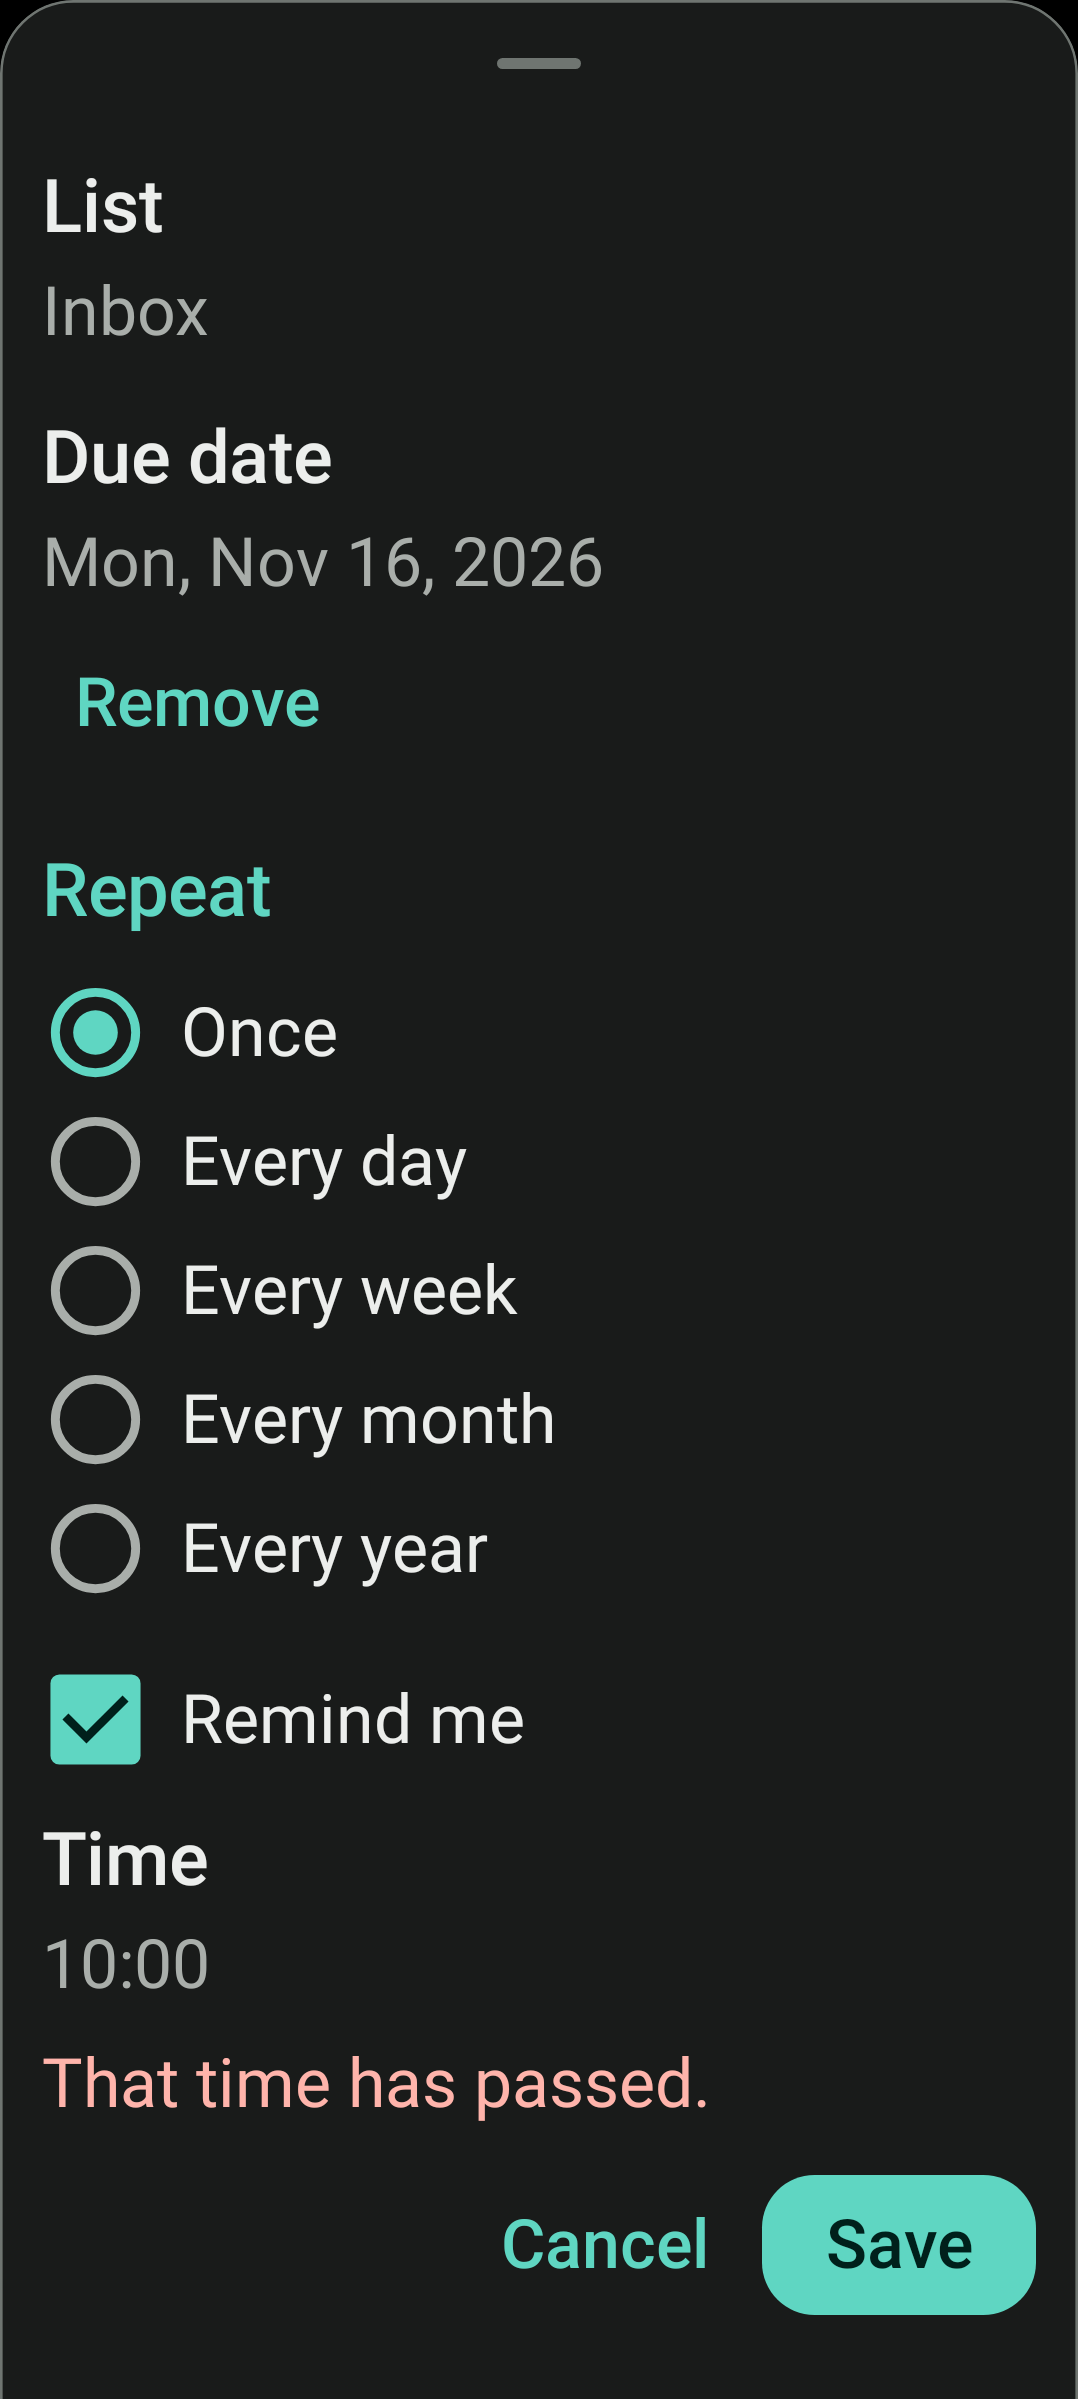 List
Inbox
Due date
Mon, Nov 16, 2026
Remove
Repeat
Once
Every day
Every week
Every month
Every year
Remind me
Time
10:00
That time has passed.
Cancel
Save